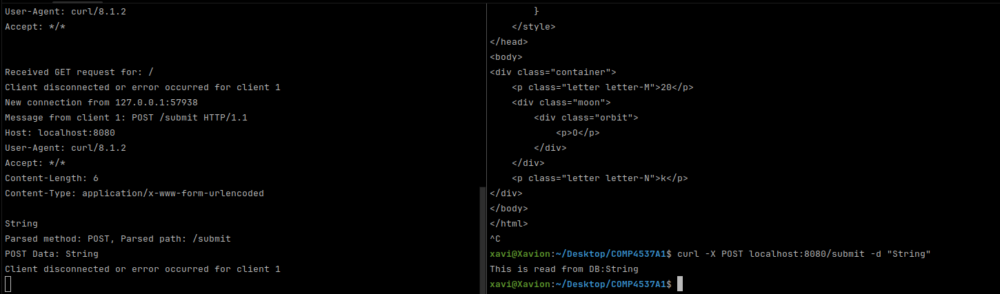 User-Agent: curl/8.1.2
Accept: */*
Received GET request for: /
Client disconnected or error occurred for client 1
New connection from 127.0.0.1:57938
Message from client 1: POST /submit HTTP/1.1
Host: localhost:8080
User-Agent: curl/8.1.2
Accept: */*
Content-Length: 6
Content-Type: application/x-www-form-urlencoded
String
Parsed method: POST, Parsed path: /submit
POST Data: String
Client disconnected or error occurred for client 1
}
</style>
</head>
<body>
<div class="container">
<p class="letter letter-M">20</p>
<div class="moon">
<div class="orbit">
<p>O</p>
</div>
</div>
<p class="letter letter-N">k</p>
</div>
</body>
</html>
^C
xavi@Xavion:~/Desktop/COMP4537A1$ curl -X POST localhost:8080/submit -d "String"
This is read from DB:String
xavi@Xavion:~/Desktop/COMP4537A1$